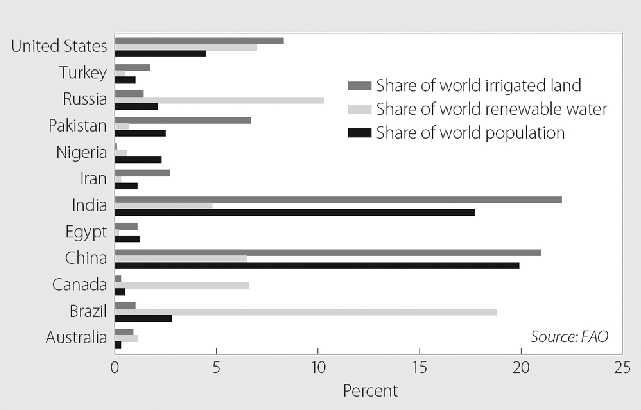 United States
Turkey
Russia
Pakistan
Nigeria
Iran
India
Egypt
China
Canada
Brazil
Australia
Share of world irrigated land
Share of world renewable water
Share of world population
Source: FAO
0 5 10 15 20 25
Percent